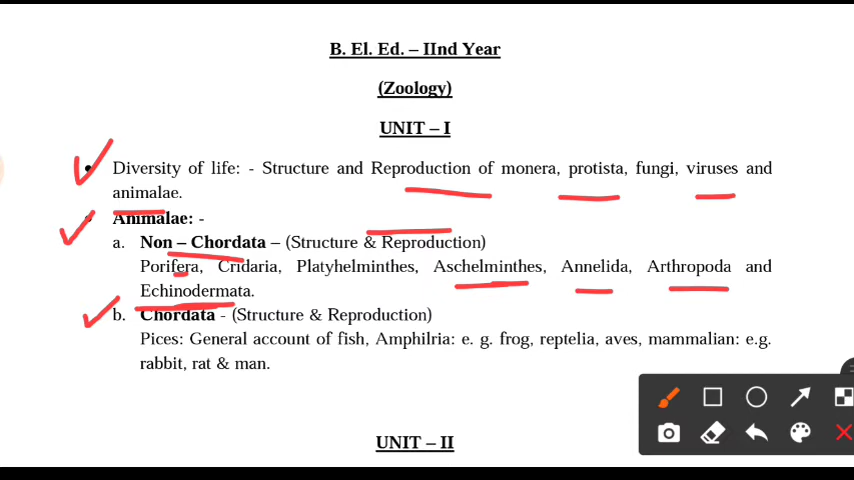 B. El. Ed. – IInd Year
(Zoology)
UNIT – I
Diversity of life: - Structure and Reproduction of monera, protista, fungi, viruses and
animalae.
Animalae: -
a. Non – Chordata – (Structure & Reproduction)
Porifera, Cridaria, Platyhelminthes, Aschelminthes, Annelida, Arthropoda and
Echinodermata.
b. Chordata - (Structure & Reproduction)
Pices: General account of fish, Amphilria: e. g. frog, reptelia, aves, mammalian: e.g.
rabbit, rat & man.
UNIT – II